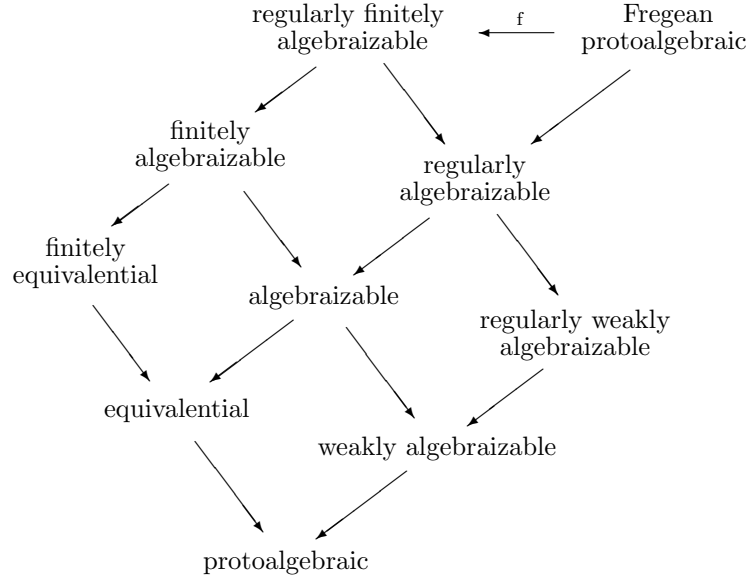 regularly finitely
algebraizable
f
Fregean
protoalgebraic
finitely
algebraizable
regularly
algebraizable
finitely
equivalential
algebraizable
regularly weakly
algebraizable
equivalential
weakly algebraizable
protoalgebraic